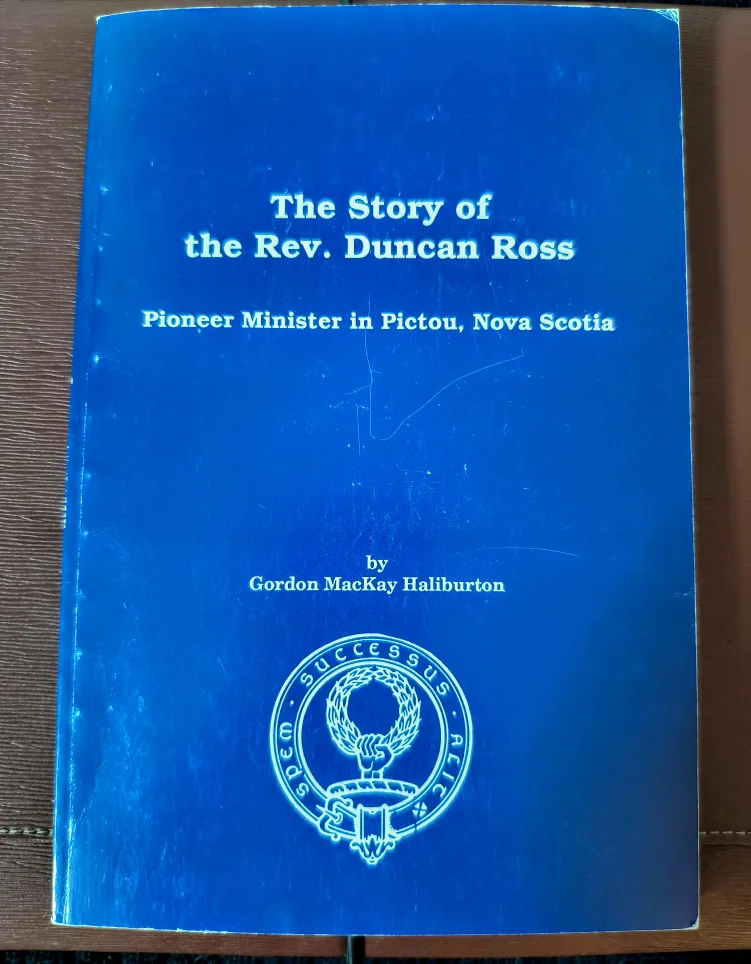 The Story of
the Rev. Duncan Ross
Pioneer Minister in Pictou, Nova Scotia
by
Gordon MacKay Haliburton
SPEM · SUCCESSUS · ALIT